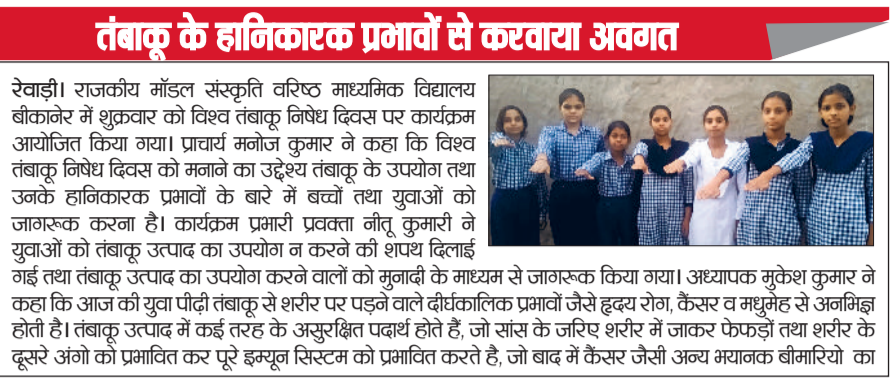 तंबाकू के हानिकारक प्रभावों से करवाया अवगत
रेवाड़ी। राजकीय मॉडल संस्कृति वरिष्ठ माध्यमिक विद्यालय
बीकानेर में शुक्रवार को विश्व तंबाकू निषेध दिवस पर कार्यक्रम
आयोजित किया गया। प्राचार्य मनोज कुमार ने कहा कि विश्व
तंबाकू निषेध दिवस को मनाने का उद्देश्य तंबाकू के उपयोग तथा
उनके हानिकारक प्रभावों के बारे में बच्चों तथा युवाओं को
जागरूक करना है। कार्यक्रम प्रभारी प्रवक्ता नीतू कुमारी ने
युवाओं को तंबाकू उत्पाद का उपयोग न करने की शपथ दिलाई
गई तथा तंबाकू उत्पाद का उपयोग करने वालों को मुनादी के माध्यम से जागरूक किया गया। अध्यापक मुकेश कुमार ने
कहा कि आज की युवा पीढ़ी तंबाकू से शरीर पर पड़ने वाले दीर्घकालिक प्रभावों जैसे हृदय रोग, कैंसर व मधुमेह से अनभिज्ञ
होती है। तंबाकू उत्पाद में कई तरह के असुरक्षित पदार्थ होते हैं, जो सांस के जरिए शरीर में जाकर फेफड़ों तथा शरीर के
दूसरे अंगो को प्रभावित कर पूरे इम्यून सिस्टम को प्रभावित करते है, जो बाद में कैंसर जैसी अन्य भयानक बीमारियो का